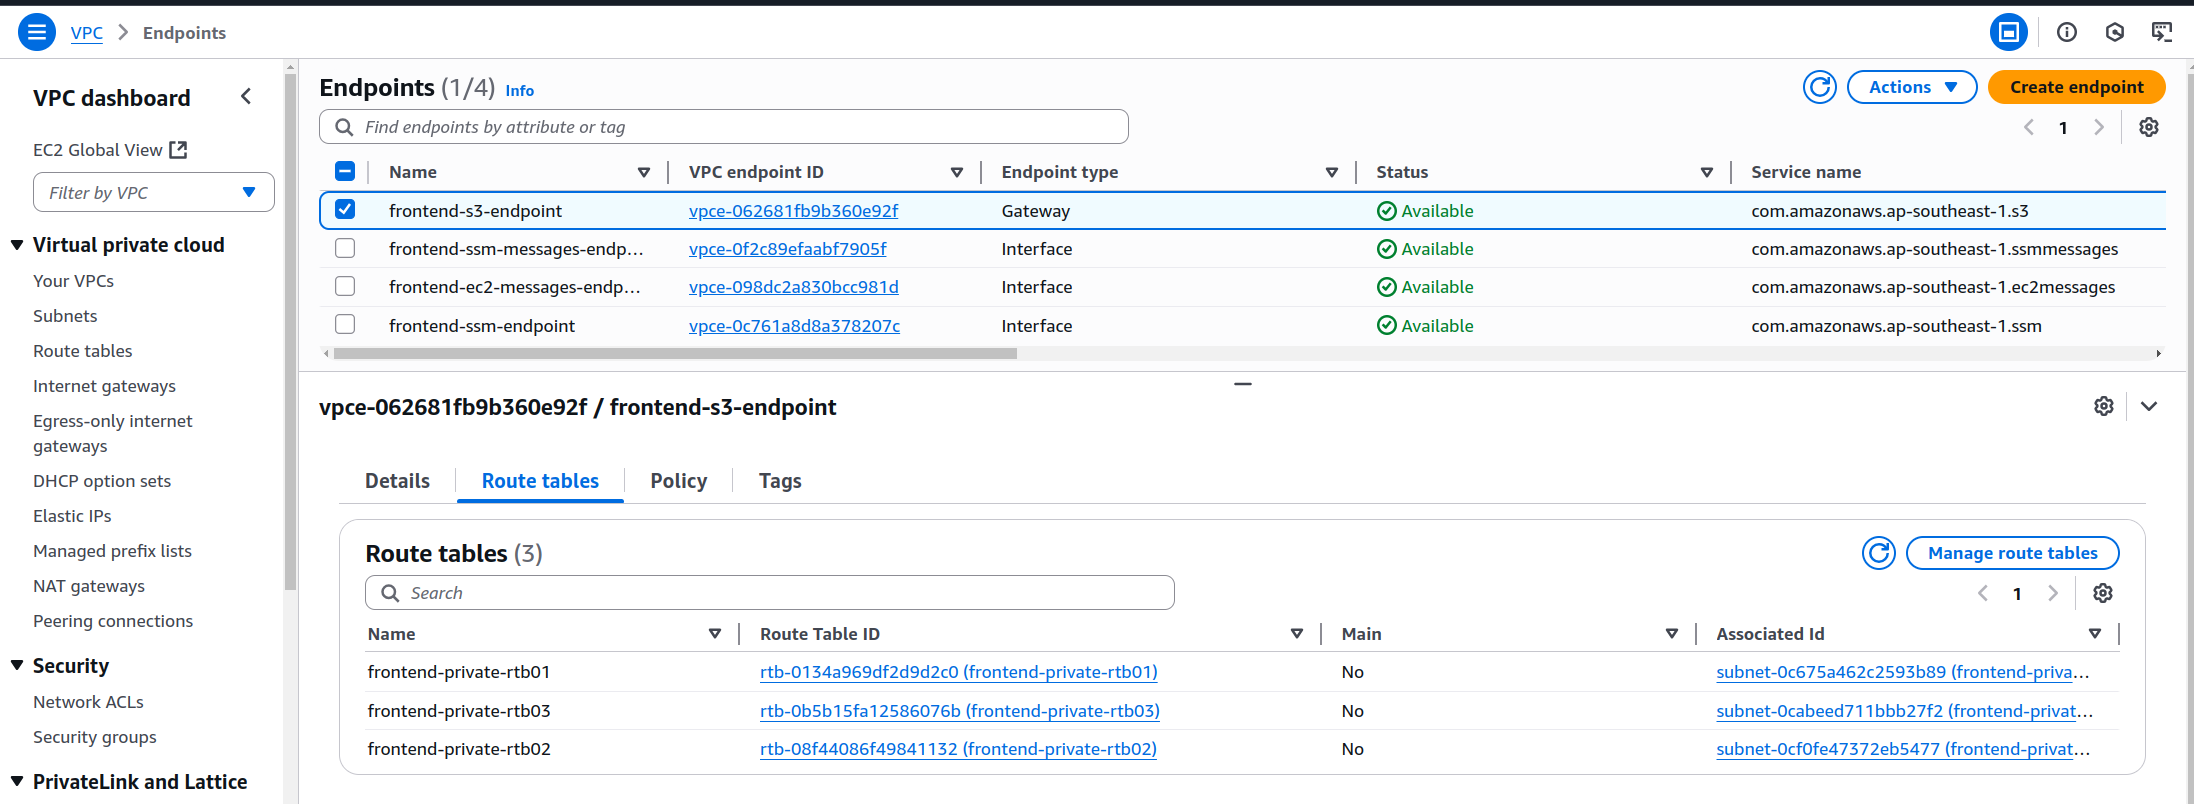 VPC > Endpoints
VPC dashboard
EC2 Global View
Filter by VPC
Virtual private cloud
Your VPCs
Subnets
Route tables
Internet gateways
Egress-only internet
gateways
DHCP option sets
Elastic IPs
Managed prefix lists
NAT gateways
Peering connections
Security
Network ACLs
Security groups
PrivateLink and Lattice
Endpoints (1/4) Info
Actions
Create endpoint
Find endpoints by attribute or tag
1
Name VPC endpoint ID Endpoint type Status Service name
frontend-s3-endpoint vpce-062681fb9b360e92f Gateway Available com.amazonaws.ap-southeast-1.s3
frontend-ssm-messages-endp... vpce-0f2c89efaabf7905f Interface Available com.amazonaws.ap-southeast-1.ssmmessages
frontend-ec2-messages-endp... vpce-098dc2a830bcc981d Interface Available com.amazonaws.ap-southeast-1.ec2messages
frontend-ssm-endpoint vpce-0c761a8d8a378207c Interface Available com.amazonaws.ap-southeast-1.ssm
vpce-062681fb9b360e92f / frontend-s3-endpoint
Details Route tables Policy Tags
Route tables (3)
Manage route tables
Search
1
Name Route Table ID Main Associated Id
frontend-private-rtb01 rtb-0134a969df2d9d2c0 (frontend-private-rtb01) No subnet-0c675a462c2593b89 (frontend-priva...
frontend-private-rtb03 rtb-0b5b15fa12586076b (frontend-private-rtb03) No subnet-0cabeed711bbb27f2 (frontend-privat...
frontend-private-rtb02 rtb-08f44086f49841132 (frontend-private-rtb02) No subnet-0cf0fe47372eb5477 (frontend-privat...